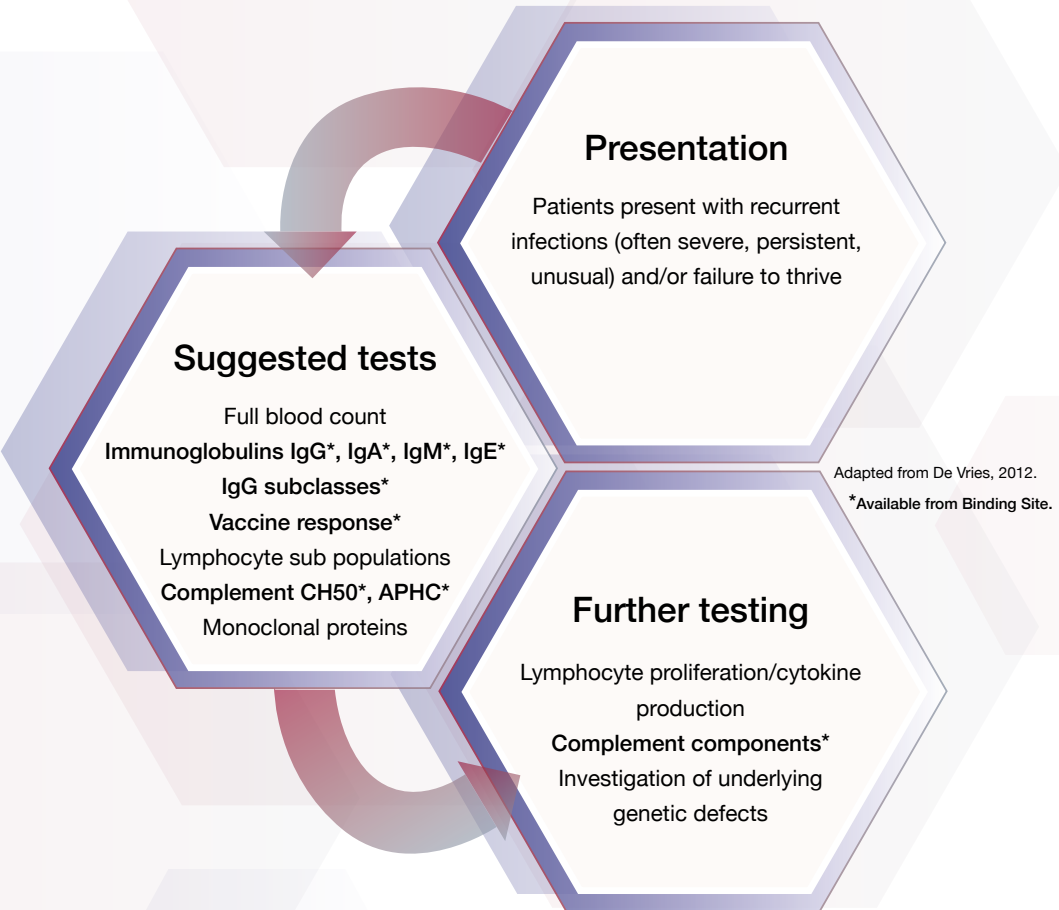 Presentation
Patients present with recurrent
infections (often severe, persistent,
unusual) and/or failure to thrive
Suggested tests
Full blood count
Immunoglobulins IgG*, IgA*, IgM*, IgE*
IgG subclasses*
Vaccine response*
Lymphocyte sub populations
Complement CH50*, APHC*
Monoclonal proteins
Adapted from De Vries, 2012.
*Available from Binding Site.
Further testing
Lymphocyte proliferation/cytokine
production
Complement components*
Investigation of underlying
genetic defects